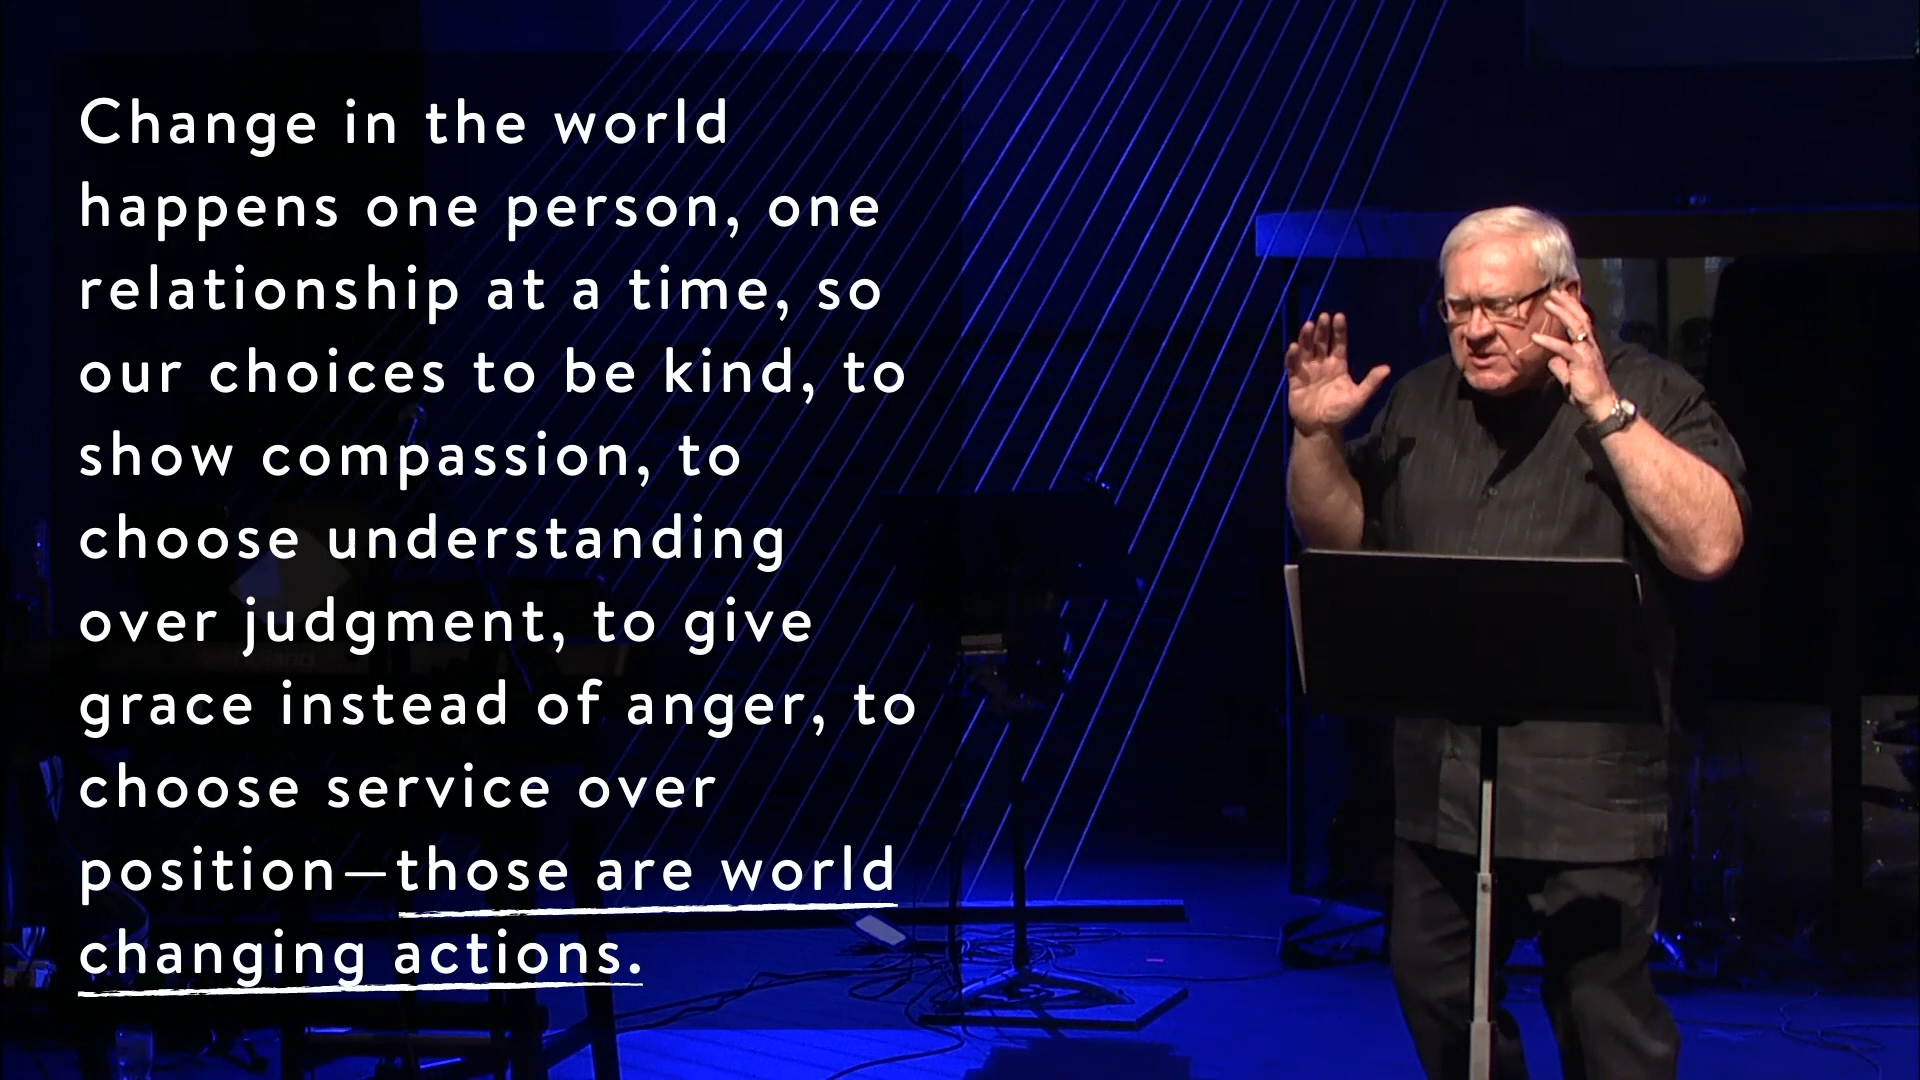 Change in the world
happens one person, one
relationship at a time, so
our choices to be kind, to
show compassion, to
choose understanding
over judgment, to give
grace instead of anger, to
choose service over
position—those are world
changing actions.